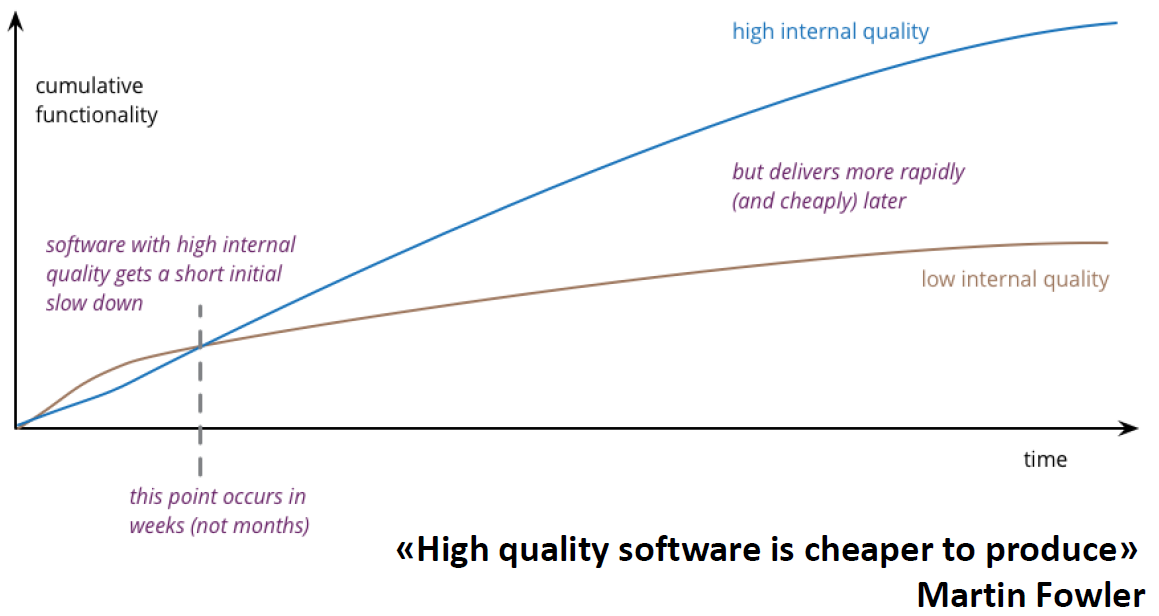 high internal quality
cumulative
functionality
but delivers more rapidly
(and cheaply) later
software with high internal
quality gets a short initial
slow down
low internal quality
time
this point occurs in
weeks (not months)
«High quality software is cheaper to produce»
Martin Fowler